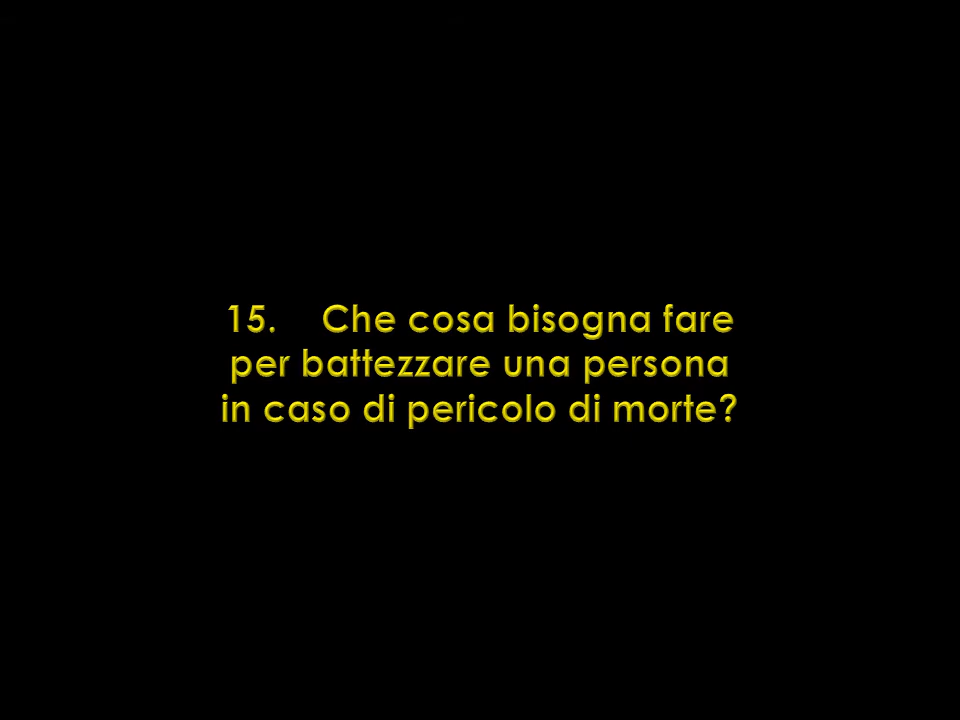 15. Che cosa bisogna fare
per battezzare una persona
in caso di pericolo di morte?